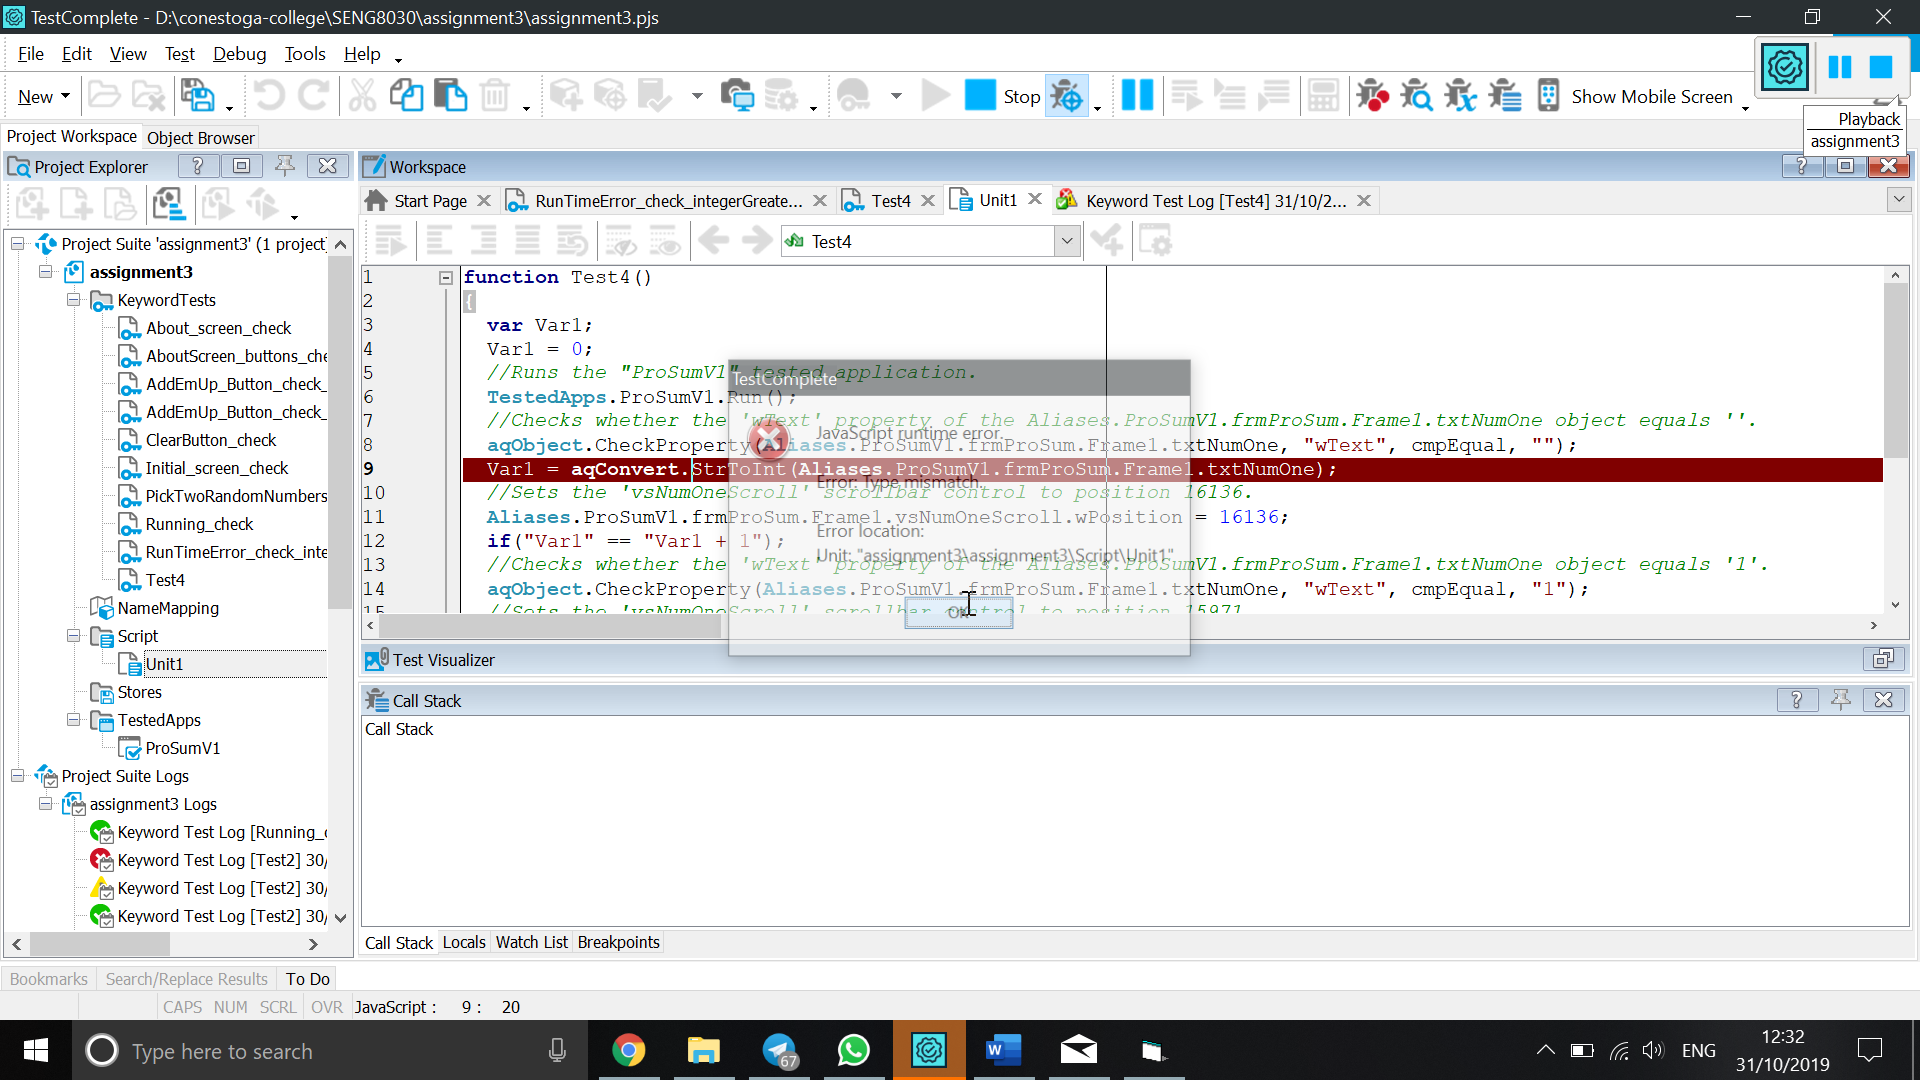 TestComplete - D:\conestoga-college\SENG8030\assignment3\assignment3.pjs
File Edit View Test Debug Tools Help
New Stop Show Mobile Screen
Playback
assignment3
Project Workspace Object Browser
Project Explorer
Workspace
Start Page RunTimeError_check_integerGreate... Test4 Unit1 Keyword Test Log [Test4] 31/10/2...
Test4
Project Suite 'assignment3' (1 project)
assignment3
KeywordTests
About_screen_check
AboutScreen_buttons_che
AddEmUp_Button_check_
AddEmUp_Button_check_
ClearButton_check
Initial_screen_check
PickTwoRandomNumbers
Running_check
RunTimeError_check_inte
Test4
NameMapping
Script
Unit1
Stores
TestedApps
ProSumV1
Project Suite Logs
assignment3 Logs
Keyword Test Log [Running_c
Keyword Test Log [Test2] 30/
Keyword Test Log [Test2] 30/
Keyword Test Log [Test2] 30/
1 function Test4()
2 {
3 var Var1;
4 Var1 = 0;
5 //Runs the "ProSumV1" tested application.
6 TestedApps.ProSumV1.Run();
7 //Checks whether the 'wText' property of the Aliases.ProSumV1.frmProSum.Frame1.txtNumOne object equals ''.
8 aqObject.CheckProperty(Aliases.ProSumV1.frmProSum.Frame1.txtNumOne, "wText", cmpEqual, "");
9 Var1 = aqConvert.StrToInt(Aliases.ProSumV1.frmProSum.Frame1.txtNumOne);
10 //Sets the 'vsNumOneScroll' scrollbar control to position 16136.
11 Aliases.ProSumV1.frmProSum.Frame1.vsNumOneScroll.wPosition = 16136;
12 if("Var1" == "Var1 + 1");
13 //Checks whether the 'wText' property of the Aliases.ProSumV1.frmProSum.Frame1.txtNumOne object equals '1'.
14 aqObject.CheckProperty(Aliases.ProSumV1.frmProSum.Frame1.txtNumOne, "wText", cmpEqual, "1");
15 //Sets the 'vsNumOneScroll' scrollbar control to position 15971
TestComplete
JavaScript runtime error.
Error: Type mismatch.
Error location:
Unit: "assignment3\assignment3\Script\Unit1"
OK
Test Visualizer
Call Stack
Call Stack
Call Stack Locals Watch List Breakpoints
Bookmarks Search/Replace Results To Do
CAPS NUM SCRL OVR JavaScript : 9 : 20
Type here to search
67
ENG
12:32
31/10/2019